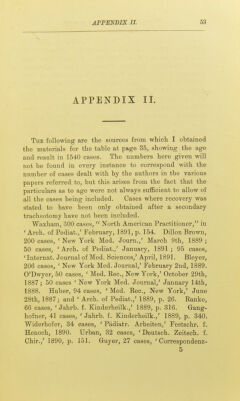 APPENDIX II. 53
APPENDIX II.
THE following are the sources from which I obtained
the materials for the table at page 35, showing the age
and result in 1540 cases. The numbers here given will
not be found in every instance to correspond with the
number of cases dealt with by the authors in the various
papers referred to, but this arises from the fact that the
particulars as to age were not always sufficient to allow of
all the cases being included. Cases where recovery was
stated to have been only obtained after a secondary
tracheotomy have not been included.
Waxham, 300 cases, “North American Practitioner,” in
‘Arch. of Pediat.,’ February, 1891, p. 154. Dillon Brown,
200 cases, ‘New York Med. Journ.,’ March 9th, 1889;
50 cases, ‘Arch. of Pediat.,’ January, 1891; 95 cases,
‘Internat. Journal of Med. Sciences,’ April, 1891. Bleyer,
206 cases, ‘New York Med. Journal,’ February 2nd, 1889.
O'Dwyer, 50 cases, ‘Med. Rec., New York,’ October 29th,
1887; 50 cases ‘New York Med. Journal,’ January 14th,
1888. Huber, 94 cases, ‘Med. Rec., New York,’ June
28th, 1887; and ‘Arch. of Pediat.,’ 1889, p. 26. Ranke,
66 cases, ‘Jahrb. f. Kinderheilk.,’ 1889, p. 316. Gang-
hofner, 41 cases, ‘Jahrb. f. Kinderheilk.,’ 1889, p. 340.
Widerhofer, 34 cases, ‘Pädiatr. Arbeiten,’ Festschr. f.
Henoch, 1890. Urban, 32 cases, ‘Deutsch. Zeitsch. f.
Chir.,’ 1890, p. 151. Guyer, 27 cases, ‘Correspondenz-
5